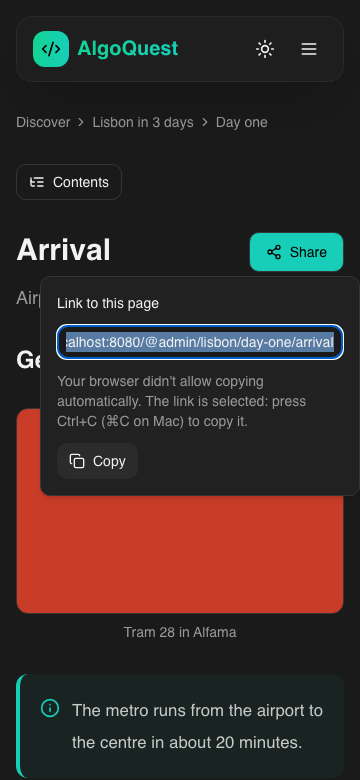 AlgoQuest
Discover > Lisbon in 3 days > Day one
Contents
Arrival
Share
Link to this page
alhost:8080/@admin/lisbon/day-one/arrival
Your browser didn't allow copying
automatically. The link is selected: press
Ctrl+C (⌘C on Mac) to copy it.
Copy
Tram 28 in Alfama
The metro runs from the airport to
the centre in about 20 minutes.